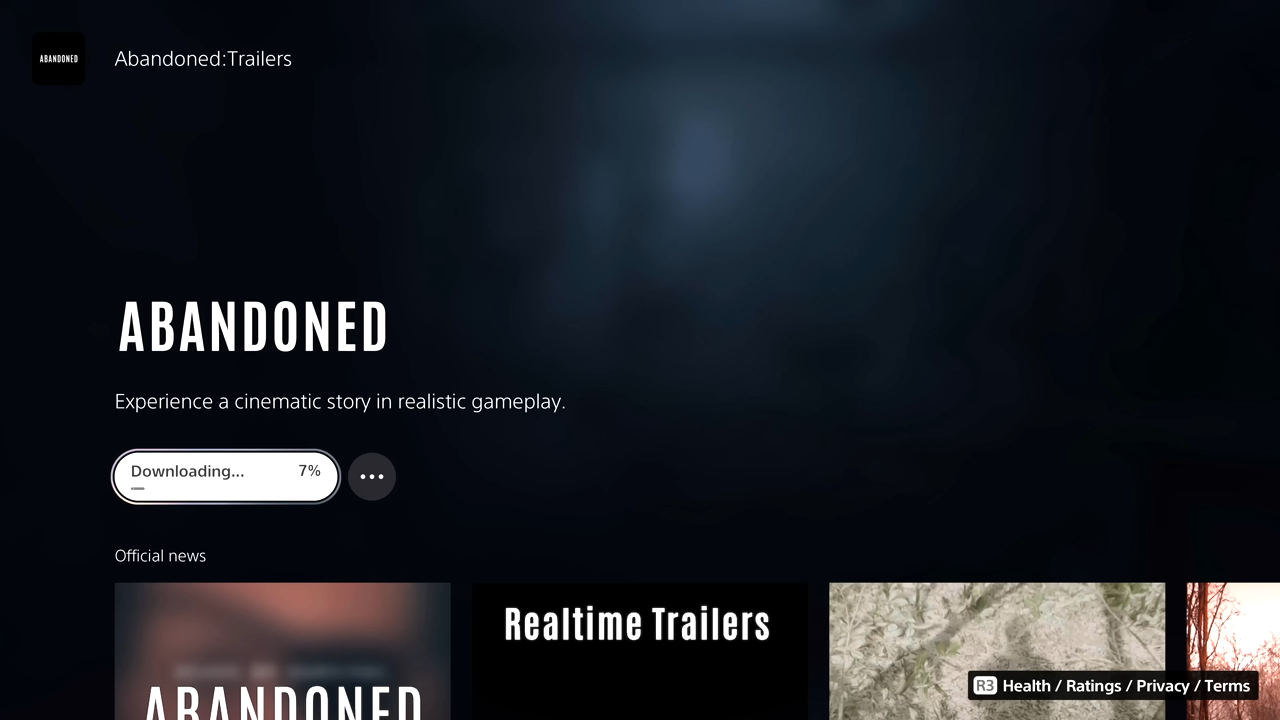 ABANDONED
Abandoned:Trailers
ABANDONED
Experience a cinematic story in realistic gameplay.
Downloading... 7%
Official news
Realtime Trailers
ABANDONED
R3 Health / Ratings / Privacy / Terms